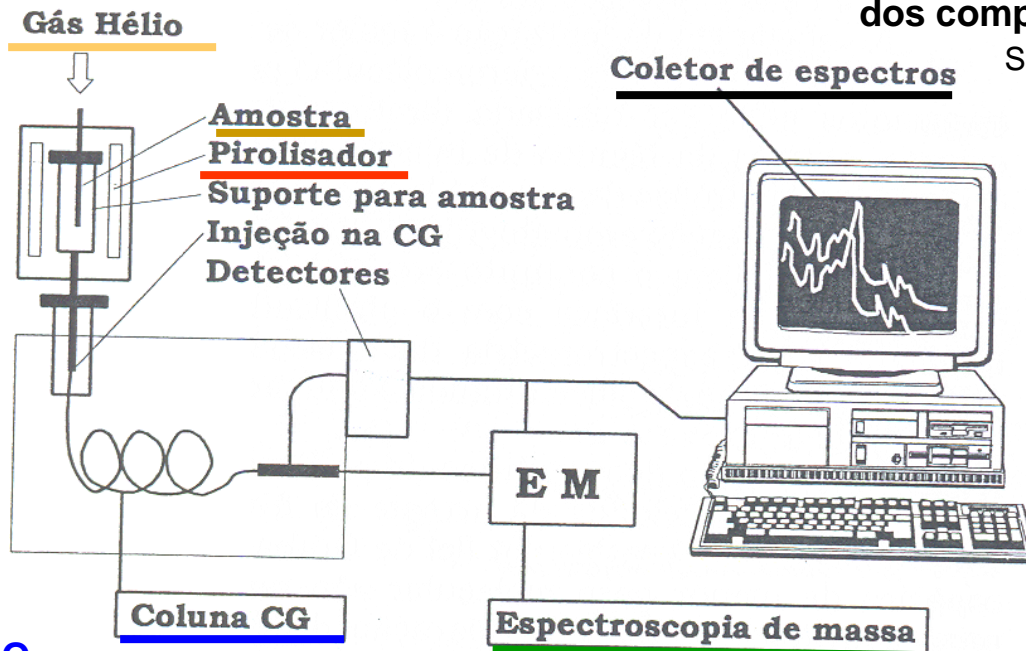 Gás Hélio
dos comp
S
Coletor de espectros
Amostra
Pirolisador
Suporte para amostra
Injeção na CG
Detectores
E M
Coluna CG
Espectroscopia de massa